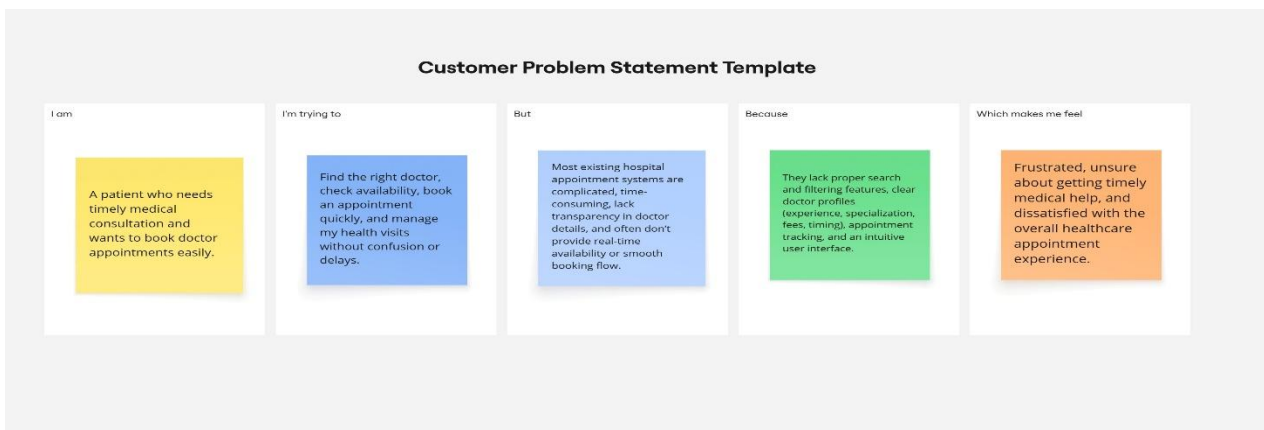 Customer Problem Statement Template
I am
A patient who needs
timely medical
consultation and
wants to book doctor
appointments easily.
I'm trying to
Find the right doctor,
check availability, book
an appointment
quickly, and manage
my health visits
without confusion or
delays.
But
Most existing hospital
appointment systems are
complicated, time-
consuming, lack
transparency in doctor
details, and often don't
provide real-time
availability or smooth
booking flow.
Because
They lack proper search
and filtering features, clear
doctor profiles
(experience, specialization,
fees, timing), appointment
tracking, and an intuitive
user interface.
Which makes me feel
Frustrated, unsure
about getting timely
medical help, and
dissatisfied with the
overall healthcare
appointment
experience.